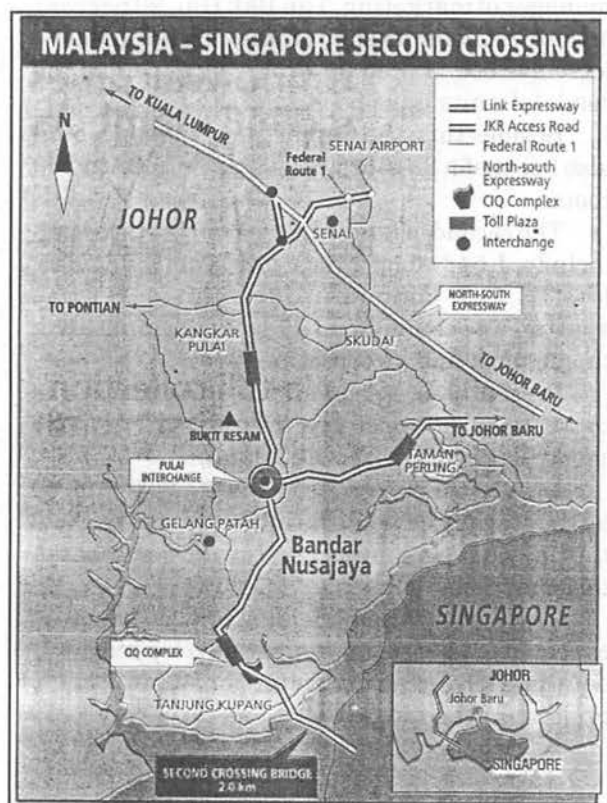 MALAYSIA – SINGAPORE SECOND CROSSING
N
TO KUALA LUMPUR
Federal
Route 1
SENAI AIRPORT
Link Expressway
JKR Access Road
Federal Route 1
North-south
Expressway
CIQ Complex
Toll Plaza
Interchange
JOHOR
SENAI
TO PONTIAN
NORTH-SOUTH
EXPRESSWAY
KANGKAR
PULAI
SKUDAI
TO JOHOR BARU
BUKIT RESAM
TO JOHOR BARU
PULAI
INTERCHANGE
TAMAN
PERLING
GELANG PATAH
Bandar
Nusajaya
SINGAPORE
CIQ COMPLEX
TANJUNG KUPANG
JOHOR
Johor Baru
SINGAPORE
SECOND CROSSING BRIDGE
2.0 km